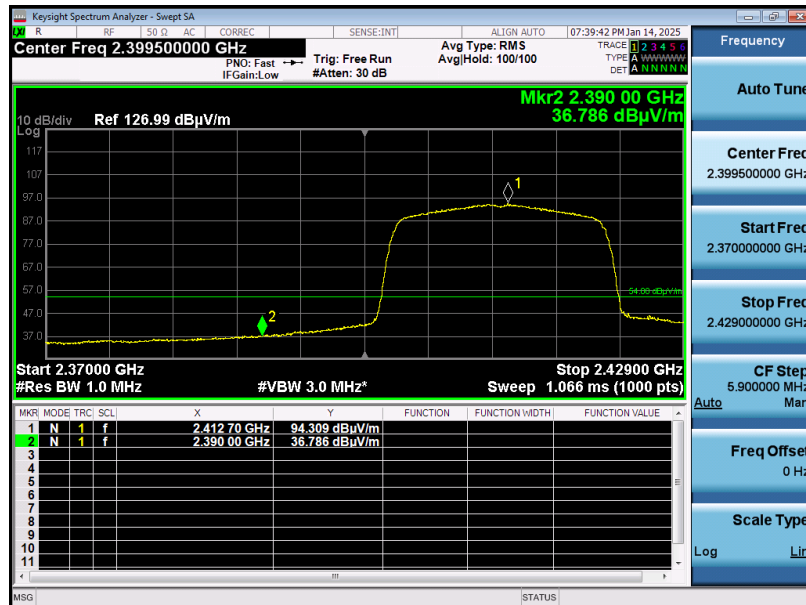 Keysight Spectrum Analyzer - Swept SA
LXI R RF 50 Ω AC CORREC SENSE:INT ALIGN AUTO 07:39:42 PM Jan 14, 2025
Center Freq 2.399500000 GHz
PNO: Fast
IFGain:Low
Trig: Free Run
#Atten: 30 dB
Avg Type: RMS
Avg|Hold: 100/100
TRACE 1 2 3 4 5 6
TYPE A WWWWW
DET A N N N N N
Mkr2 2.390 00 GHz
36.786 dBµV/m
10 dB/div Ref 126.99 dBµV/m
Log
117
107
97.0
87.0
77.0
67.0
57.0
47.0
37.0
1
2
54.00 dBµV/m
Start 2.37000 GHz Stop 2.42900 GHz
#Res BW 1.0 MHz #VBW 3.0 MHz* Sweep 1.066 ms (1000 pts)
MKR MODE TRC SCL X Y FUNCTION FUNCTION WIDTH FUNCTION VALUE
1 N 1 f 2.412 70 GHz 94.309 dBµV/m
2 N 1 f 2.390 00 GHz 36.786 dBµV/m
3
4
5
6
7
8
9
10
11
MSG STATUS
Frequency
Auto Tune
Center Freq
2.399500000 GHz
Start Freq
2.370000000 GHz
Stop Freq
2.429000000 GHz
CF Step
5.900000 MHz
Auto Man
Freq Offset
0 Hz
Scale Type
Log Lin